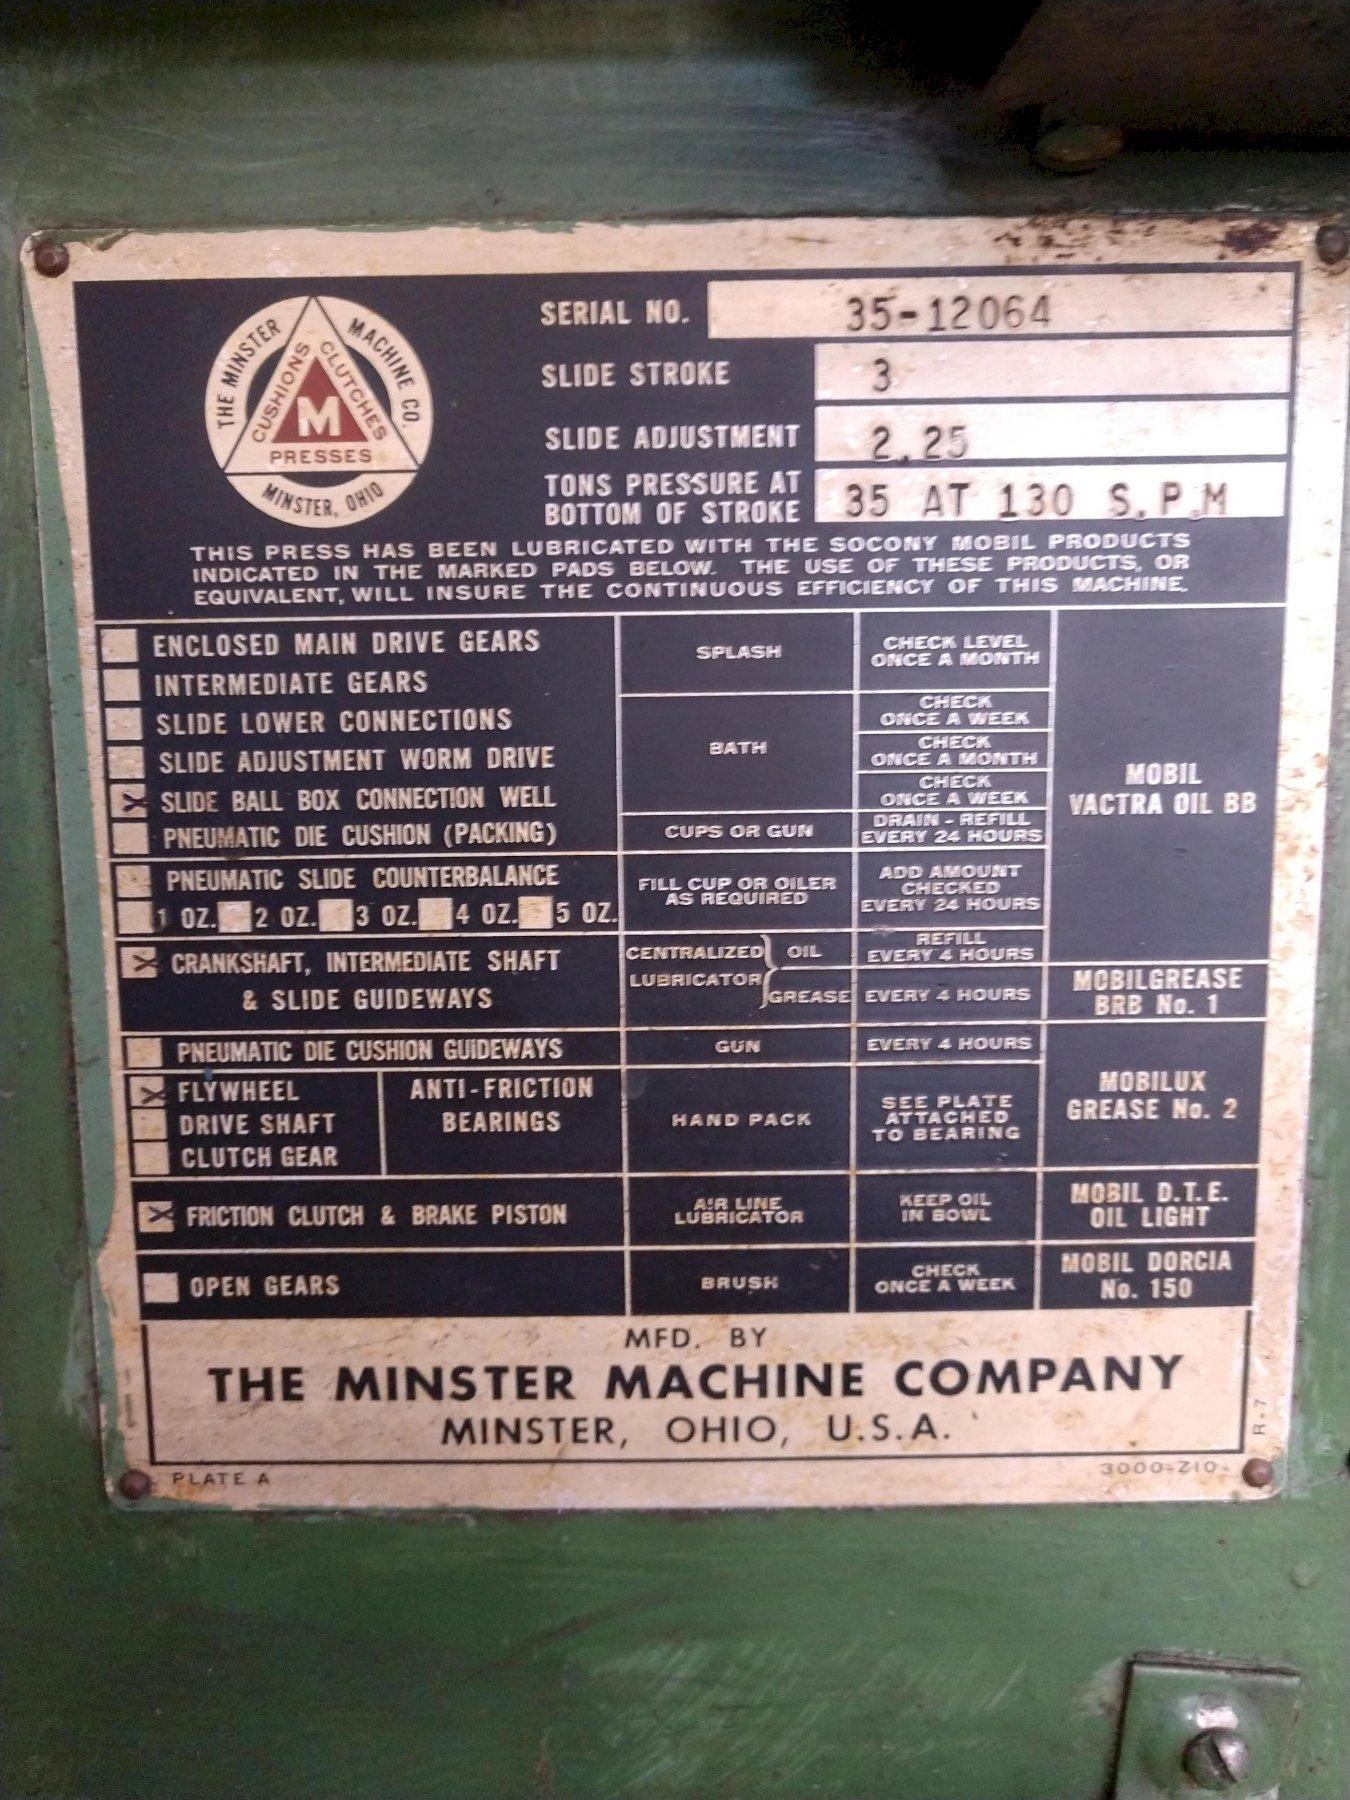 THE MINSTER MACHINE CO.
CUSHIONS CLUTCHES
M
PRESSES
MINSTER, OHIO
SERIAL NO. 35-12064
SLIDE STROKE 3
SLIDE ADJUSTMENT 2.25
TONS PRESSURE AT
BOTTOM OF STROKE 35 AT 130 S.P.M
THIS PRESS HAS BEEN LUBRICATED WITH THE SOCONY MOBIL PRODUCTS
INDICATED IN THE MARKED PADS BELOW. THE USE OF THESE PRODUCTS, OR
EQUIVALENT, WILL INSURE THE CONTINUOUS EFFICIENCY OF THIS MACHINE.
ENCLOSED MAIN DRIVE GEARS
INTERMEDIATE GEARS
SPLASH
CHECK LEVEL
ONCE A MONTH
SLIDE LOWER CONNECTIONS
SLIDE ADJUSTMENT WORM DRIVE
X SLIDE BALL BOX CONNECTION WELL
BATH
CHECK
ONCE A WEEK
CHECK
ONCE A MONTH
CHECK
ONCE A WEEK
PNEUMATIC DIE CUSHION (PACKING)
CUPS OR GUN
DRAIN - REFILL
EVERY 24 HOURS
PNEUMATIC SLIDE COUNTERBALANCE
1 OZ. 2 OZ. 3 OZ. 4 OZ. 5 OZ.
FILL CUP OR OILER
AS REQUIRED
ADD AMOUNT
CHECKED
EVERY 24 HOURS
MOBIL
VACTRA OIL BB
X CRANKSHAFT, INTERMEDIATE SHAFT
& SLIDE GUIDEWAYS
CENTRALIZED
LUBRICATOR
OIL
GREASE
REFILL
EVERY 4 HOURS
EVERY 4 HOURS
MOBILGREASE
BRB No. 1
PNEUMATIC DIE CUSHION GUIDEWAYS
GUN
EVERY 4 HOURS
X FLYWHEEL
DRIVE SHAFT
CLUTCH GEAR
ANTI-FRICTION
BEARINGS
HAND PACK
SEE PLATE
ATTACHED
TO BEARING
MOBILUX
GREASE No. 2
X FRICTION CLUTCH & BRAKE PISTON
AIR LINE
LUBRICATOR
KEEP OIL
IN BOWL
MOBIL D.T.E.
OIL LIGHT
OPEN GEARS
BRUSH
CHECK
ONCE A WEEK
MOBIL DORCIA
No. 150
MFD. BY
THE MINSTER MACHINE COMPANY
MINSTER, OHIO, U.S.A.
R-7
PLATE A
3000-Z10-